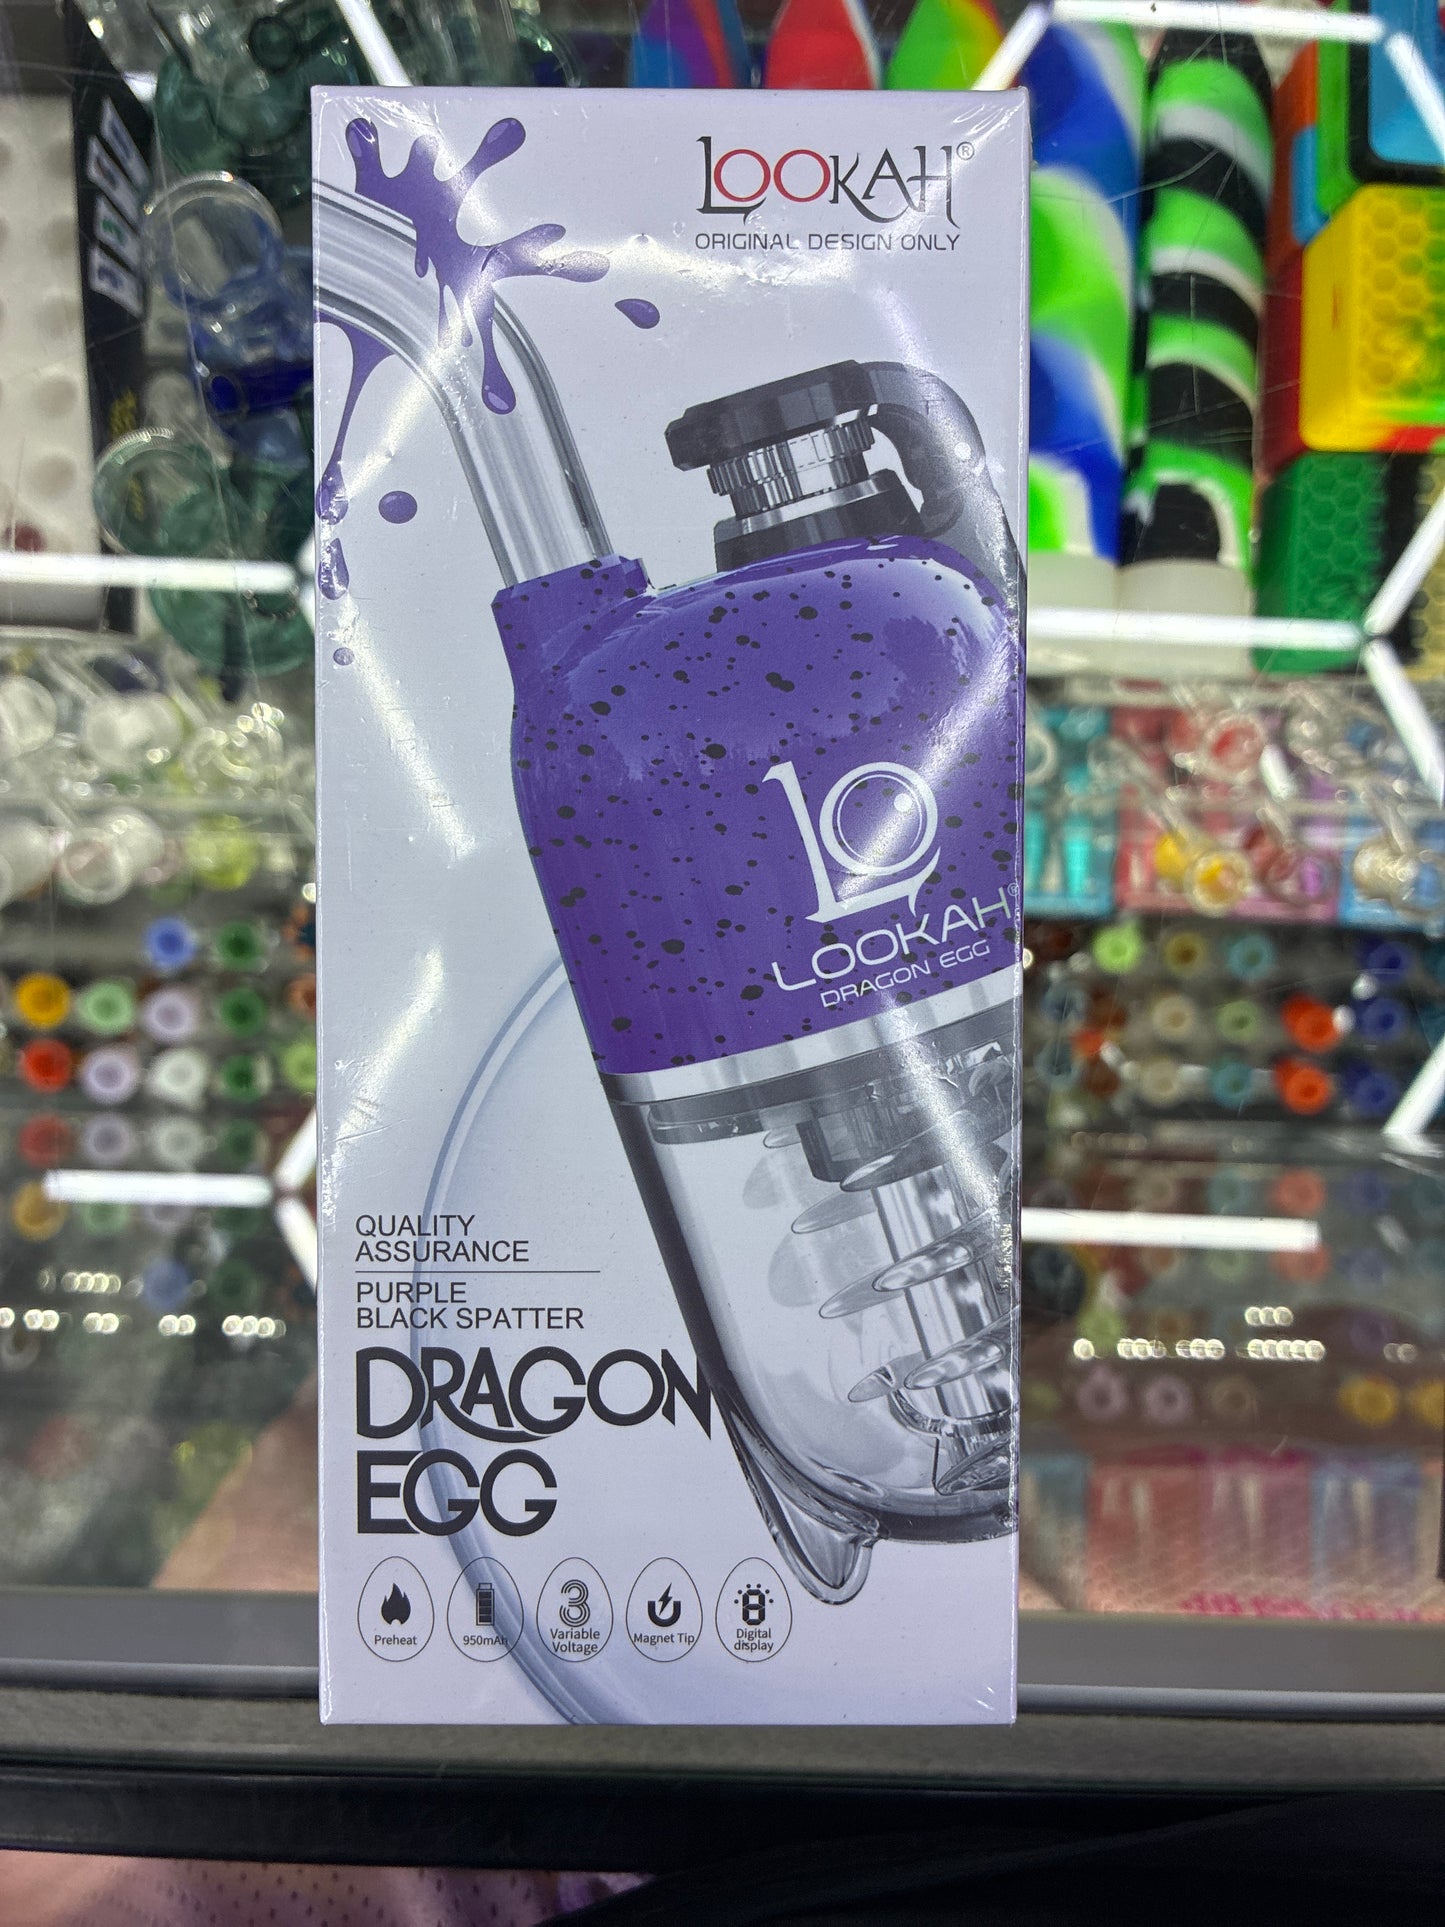 LOOKAH®
ORIGINAL DESIGN ONLY
LOOKAH®
DRAGON EGG
QUALITY
ASSURANCE
PURPLE
BLACK SPATTER
DRAGON
EGG
Preheat
950mAh
3
Variable
Voltage
Magnet Tip
8
Digital
display